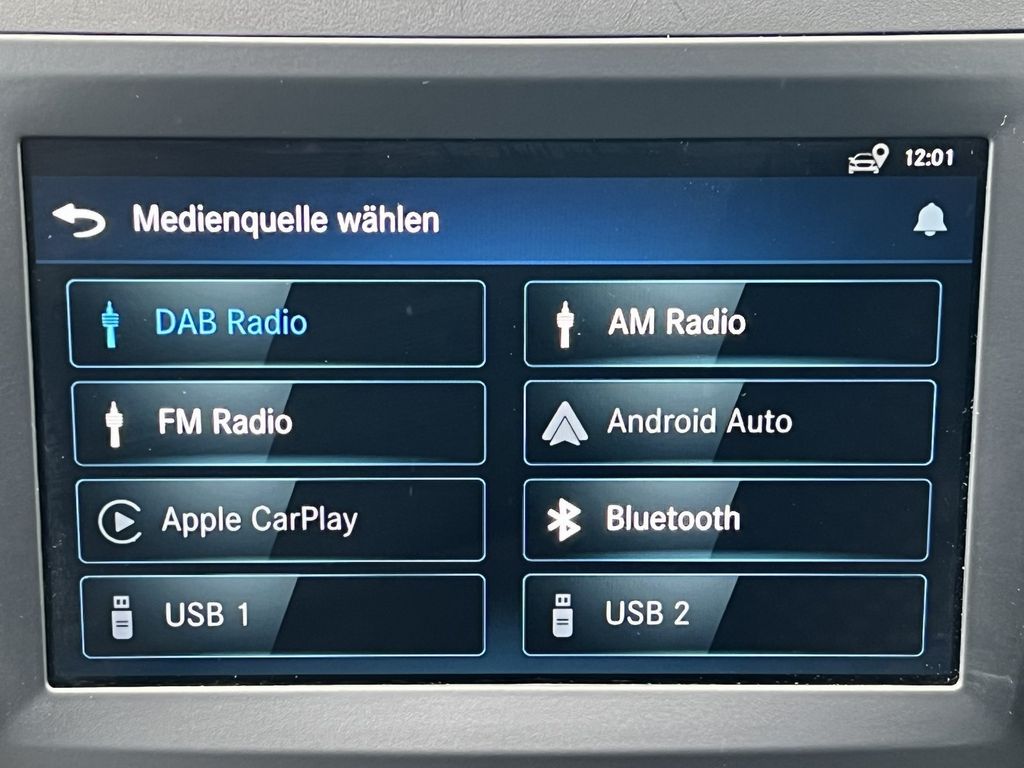 12:01
Medienquelle wählen
DAB Radio
AM Radio
FM Radio
Android Auto
Apple CarPlay
Bluetooth
USB 1
USB 2